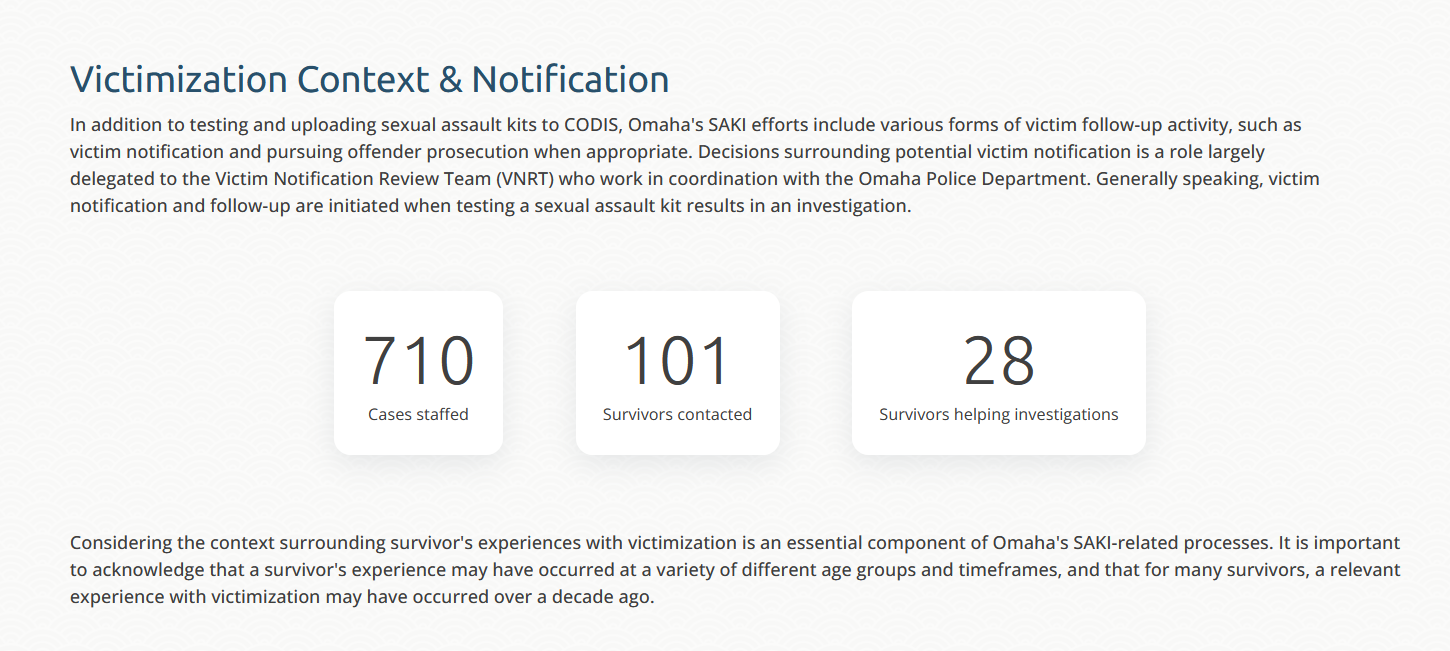 Victimization Context & Notification
In addition to testing and uploading sexual assault kits to CODIS, Omaha's SAKI efforts include various forms of victim follow-up activity, such as
victim notification and pursuing offender prosecution when appropriate. Decisions surrounding potential victim notification is a role largely
delegated to the Victim Notification Review Team (VNRT) who work in coordination with the Omaha Police Department. Generally speaking, victim
notification and follow-up are initiated when testing a sexual assault kit results in an investigation.
710
Cases staffed
101
Survivors contacted
28
Survivors helping investigations
Considering the context surrounding survivor's experiences with victimization is an essential component of Omaha's SAKI-related processes. It is important
to acknowledge that a survivor's experience may have occurred at a variety of different age groups and timeframes, and that for many survivors, a relevant
experience with victimization may have occurred over a decade ago.